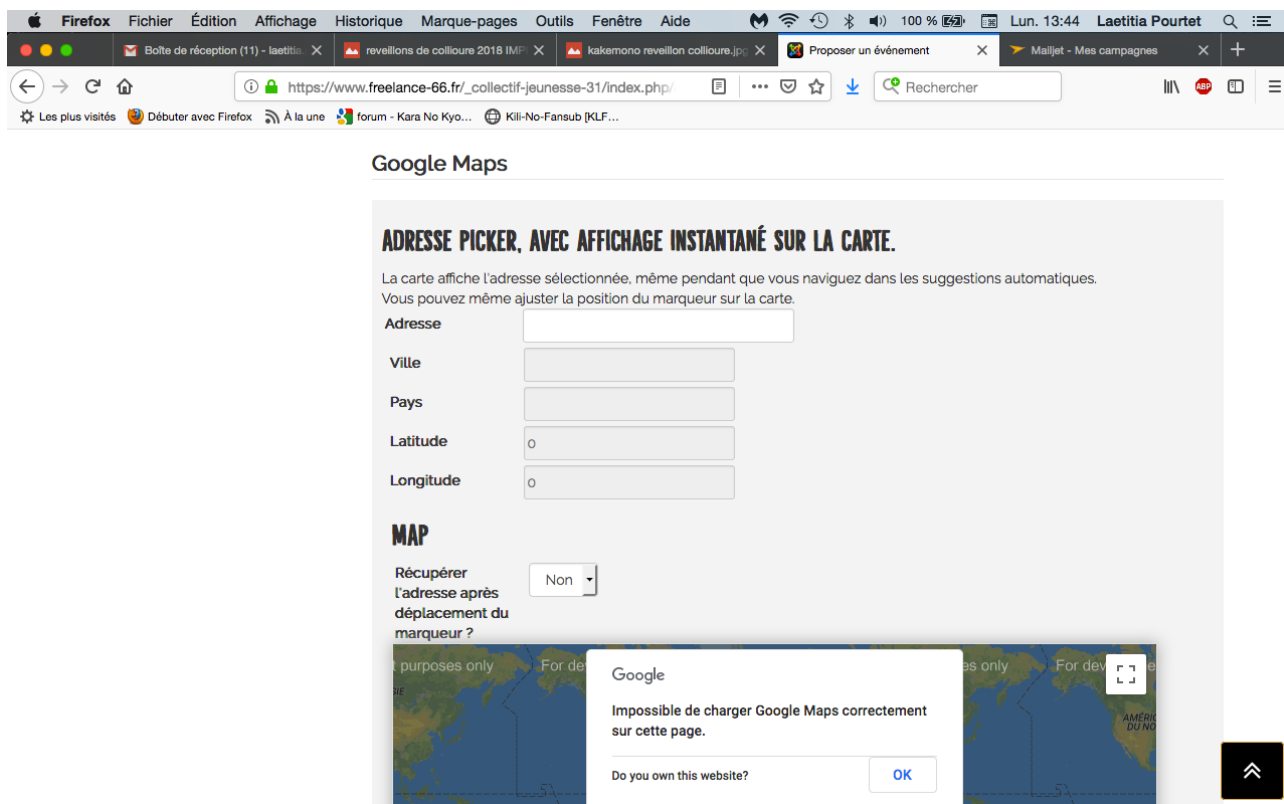 Firefox Fichier Édition Affichage Historique Marque-pages Outils Fenêtre Aide 100 % Lun. 13:44 Laetitia Pourtet
Boîte de réception (11) - laetitia. reveillons de collioure 2018 IMP kakemono reveillon collioure.jpg Proposer un événement Mailjet - Mes campagnes
https://www.freelance-66.fr/_collectif-jeunesse-31/index.php/ Rechercher ABP
Les plus visités Débuter avec Firefox À la une forum - Kara No Kyo... Kili-No-Fansub [KLF...
Google Maps
ADRESSE PICKER, AVEC AFFICHAGE INSTANTANÉ SUR LA CARTE.
La carte affiche l'adresse sélectionnée, même pendant que vous naviguez dans les suggestions automatiques.
Vous pouvez même ajuster la position du marqueur sur la carte.
Adresse
Ville
Pays
Latitude 0
Longitude 0
MAP
Récupérer Non
l'adresse après
déplacement du
marqueur ?
purposes only For de es only For dev
Google
Impossible de charger Google Maps correctement
sur cette page.
AMÉRI
DU NO
Do you own this website? OK